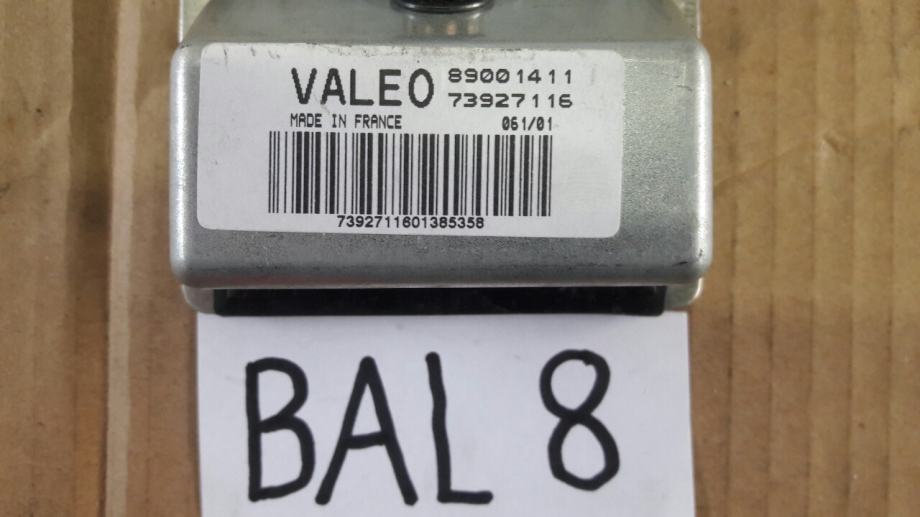 VALEO 89001411
73927116
MADE IN FRANCE 061/01
7392711601385358
BAL 8